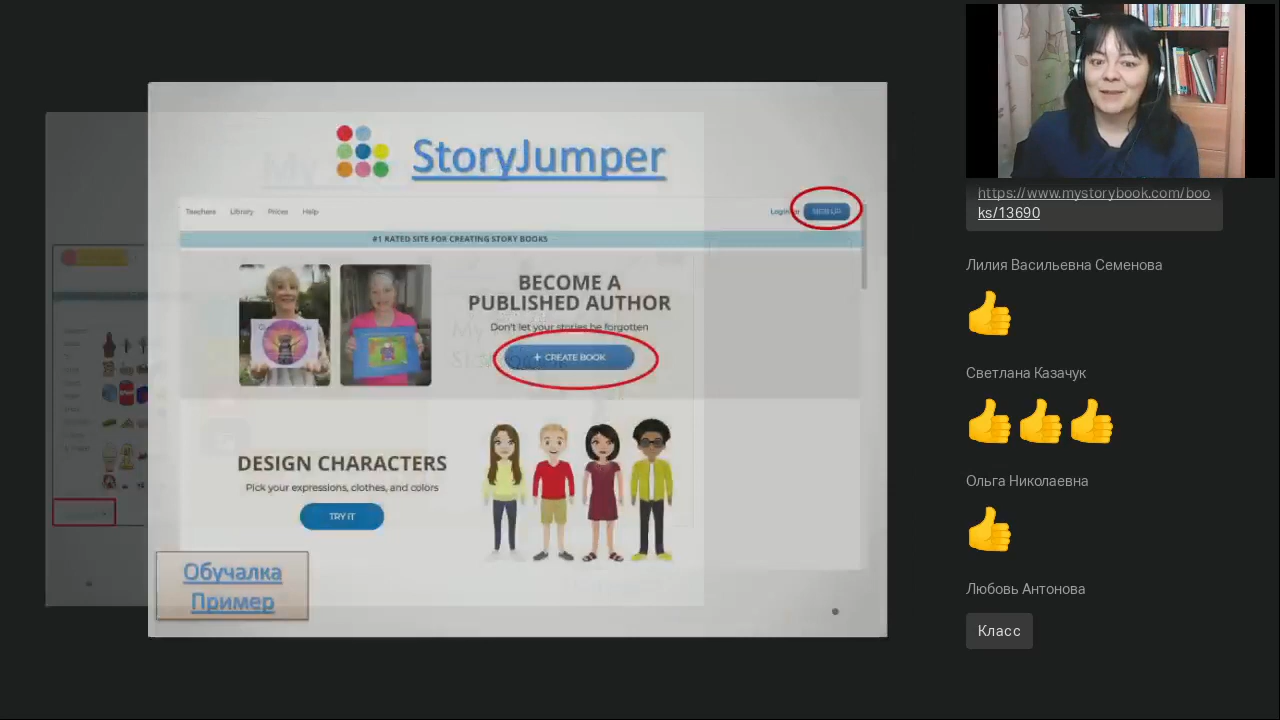 StoryJumper
Teachers Library Prices Help
Login or SIGN UP
#1 RATED SITE FOR CREATING STORY BOOKS
BECOME A
PUBLISHED AUTHOR
Don't let your stories be forgotten
+ CREATE BOOK
DESIGN CHARACTERS
Pick your expressions, clothes, and colors
TRY IT
Обучалка
Пример
https://www.mystorybook.com/boo
ks/13690
Лилия Васильевна Семенова
Светлана Казачук
Ольга Николаевна
Любовь Антонова
Класс